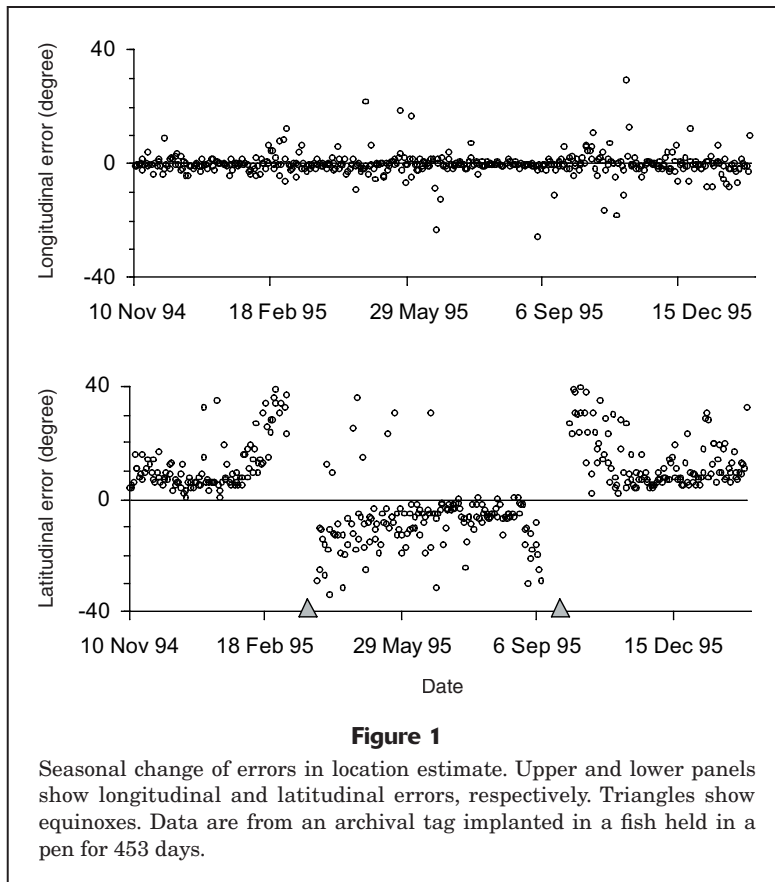 Longitudinal error (degree)
40
0
-40
10 Nov 94 18 Feb 95 29 May 95 6 Sep 95 15 Dec 95
Latitudinal error (degree)
40
0
-40
10 Nov 94 18 Feb 95 29 May 95 6 Sep 95 15 Dec 95
Date
Figure 1
Seasonal change of errors in location estimate. Upper and lower panels
show longitudinal and latitudinal errors, respectively. Triangles show
equinoxes. Data are from an archival tag implanted in a fish held in a
pen for 453 days.